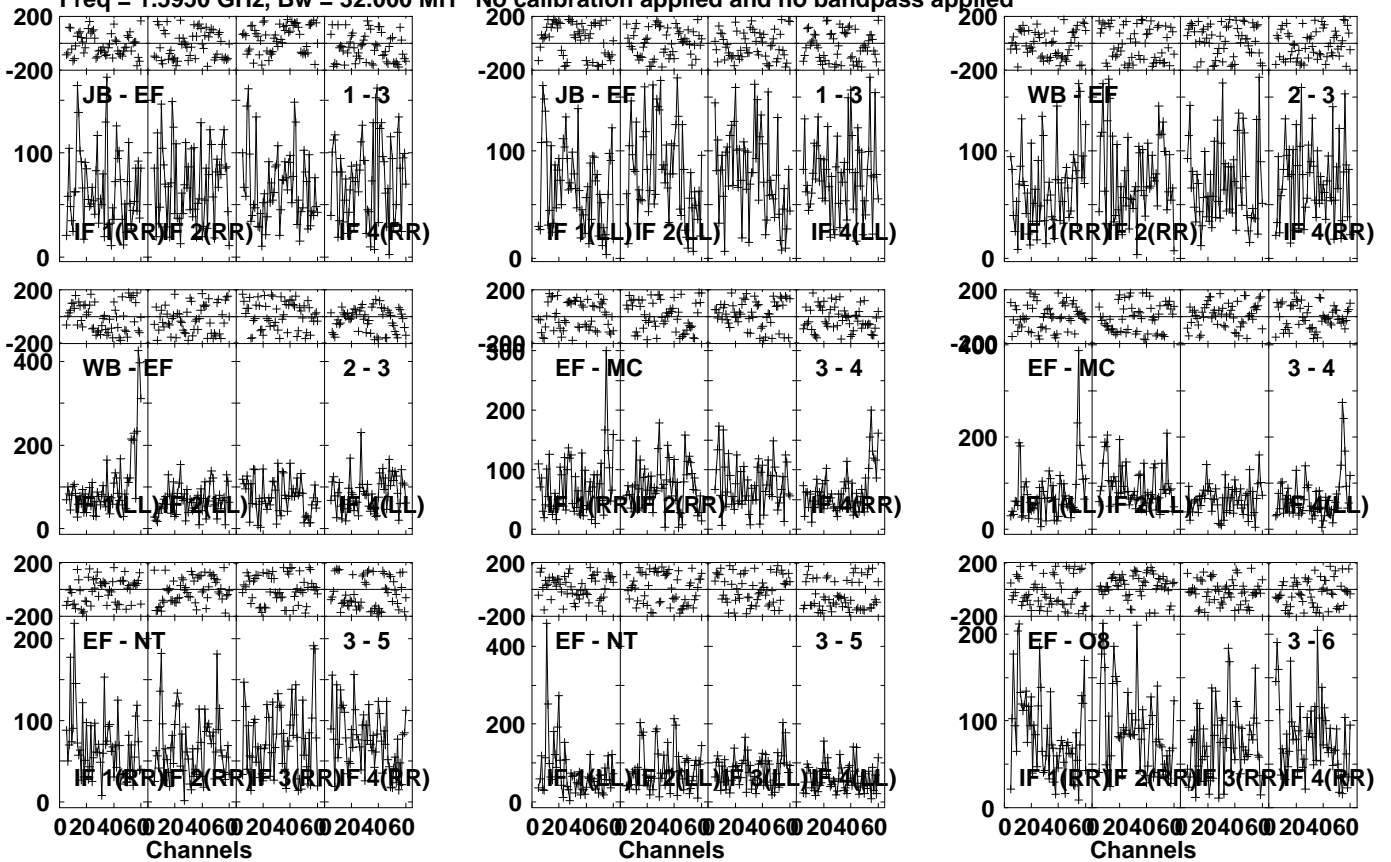 Freq = 1.5950 GHz, Bw = 32.000 MH No calibration applied and no bandpass applied
200
-200
JB - EF 1 - 3
100
IF 1(RR) IF 2(RR) IF 4(RR)
0
JB - EF 1 - 3
100
IF 1(LL) IF 2(LL) IF 4(LL)
0
200
-200
WB - EF 2 - 3
100
IF 1(RR) IF 2(RR) IF 4(RR)
0
200
-200
400
WB - EF 2 - 3
200
IF 1(LL) IF 2(LL) IF 4(LL)
0
200
-200
300
EF - MC 3 - 4
200
100
IF 1(RR) IF 2(RR) IF 4(RR)
0
200
-200
400
EF - MC 3 - 4
200
IF 1(LL) IF 2(LL) IF 4(LL)
0
200
-200
200
EF - NT 3 - 5
100
IF 1(RR) IF 2(RR) IF 3(RR) IF 4(RR)
0
0 20 40 60 0 20 40 60 0 20 40 60 0 20 40 60
Channels
200
-200
400
EF - NT 3 - 5
200
IF 1(LL) IF 2(LL) IF 3(LL) IF 4(LL)
0
0 20 40 60 0 20 40 60 0 20 40 60 0 20 40 60
Channels
200
-200
200
EF - O8 3 - 6
100
IF 1(RR) IF 2(RR) IF 3(RR) IF 4(RR)
0
0 20 40 60 0 20 40 60 0 20 40 60 0 20 40 60
Channels